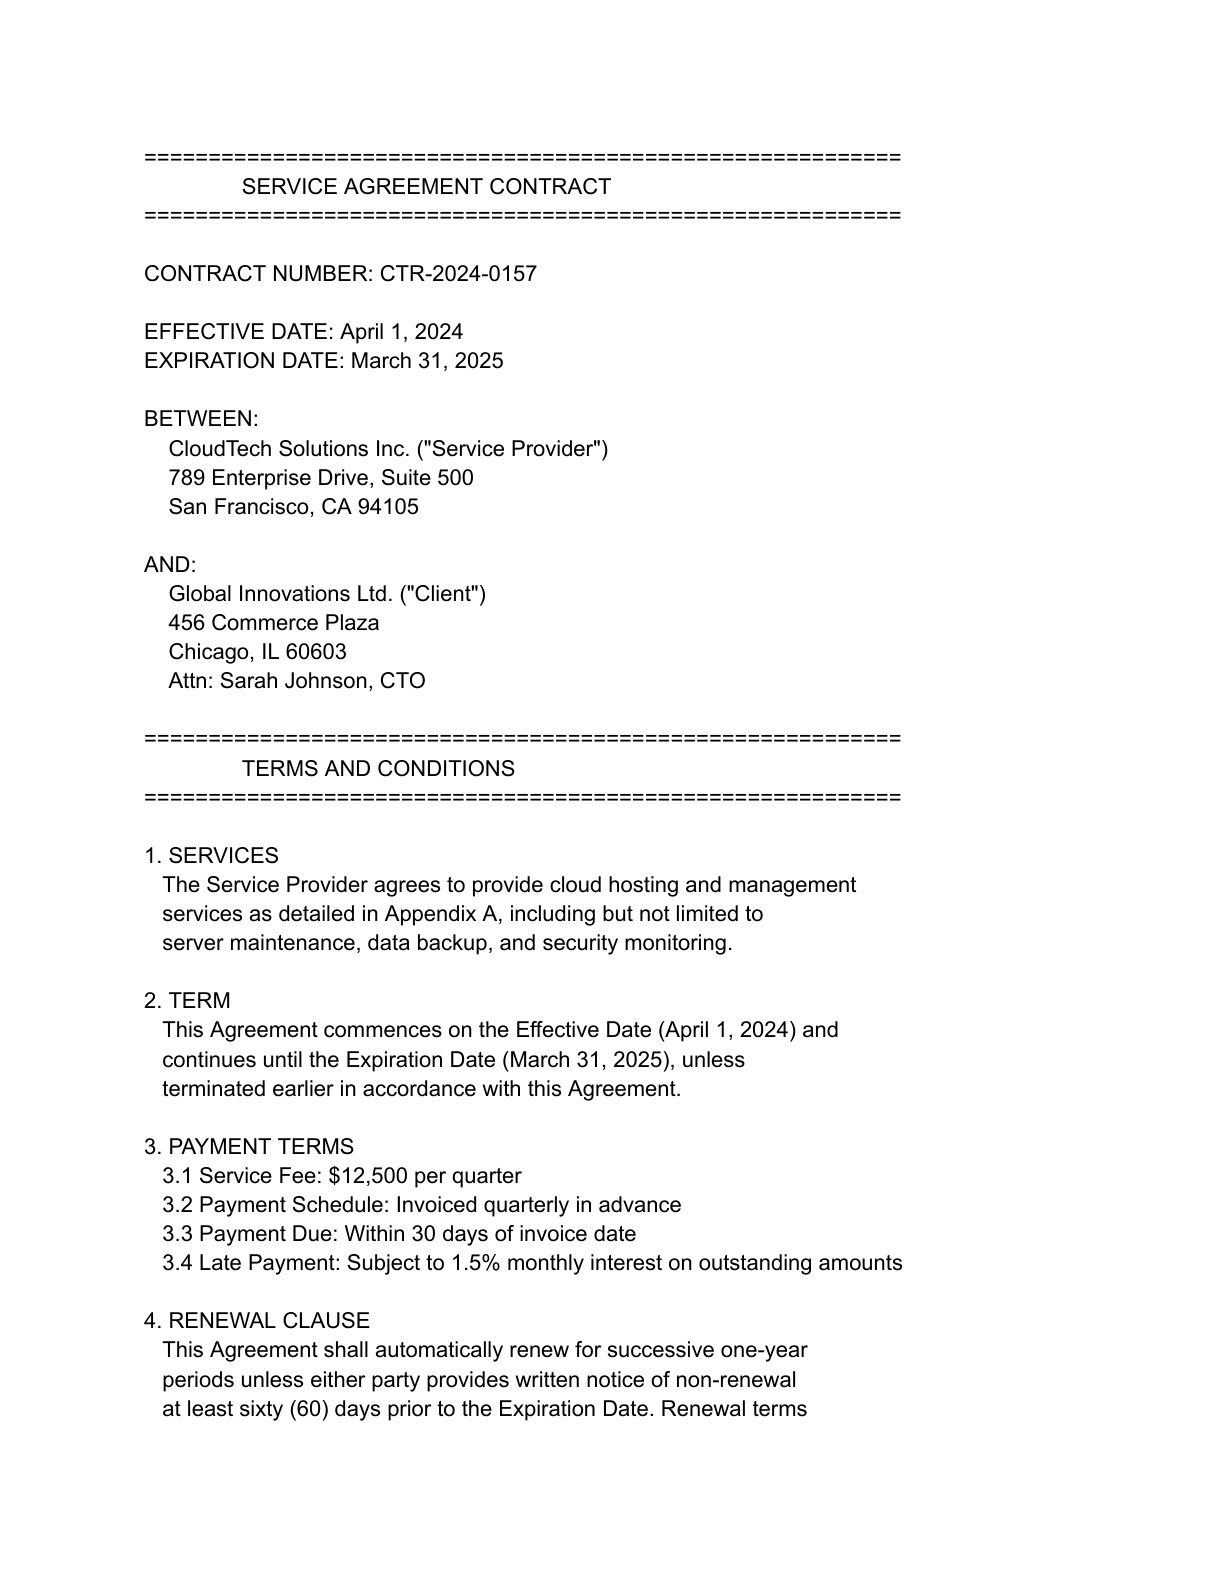 ===========================================================
SERVICE AGREEMENT CONTRACT
===========================================================
CONTRACT NUMBER: CTR-2024-0157
EFFECTIVE DATE: April 1, 2024
EXPIRATION DATE: March 31, 2025
BETWEEN:
CloudTech Solutions Inc. ("Service Provider")
789 Enterprise Drive, Suite 500
San Francisco, CA 94105
AND:
Global Innovations Ltd. ("Client")
456 Commerce Plaza
Chicago, IL 60603
Attn: Sarah Johnson, CTO
===========================================================
TERMS AND CONDITIONS
===========================================================
1. SERVICES
The Service Provider agrees to provide cloud hosting and management
services as detailed in Appendix A, including but not limited to
server maintenance, data backup, and security monitoring.
2. TERM
This Agreement commences on the Effective Date (April 1, 2024) and
continues until the Expiration Date (March 31, 2025), unless
terminated earlier in accordance with this Agreement.
3. PAYMENT TERMS
3.1 Service Fee: $12,500 per quarter
3.2 Payment Schedule: Invoiced quarterly in advance
3.3 Payment Due: Within 30 days of invoice date
3.4 Late Payment: Subject to 1.5% monthly interest on outstanding amounts
4. RENEWAL CLAUSE
This Agreement shall automatically renew for successive one-year
periods unless either party provides written notice of non-renewal
at least sixty (60) days prior to the Expiration Date. Renewal terms